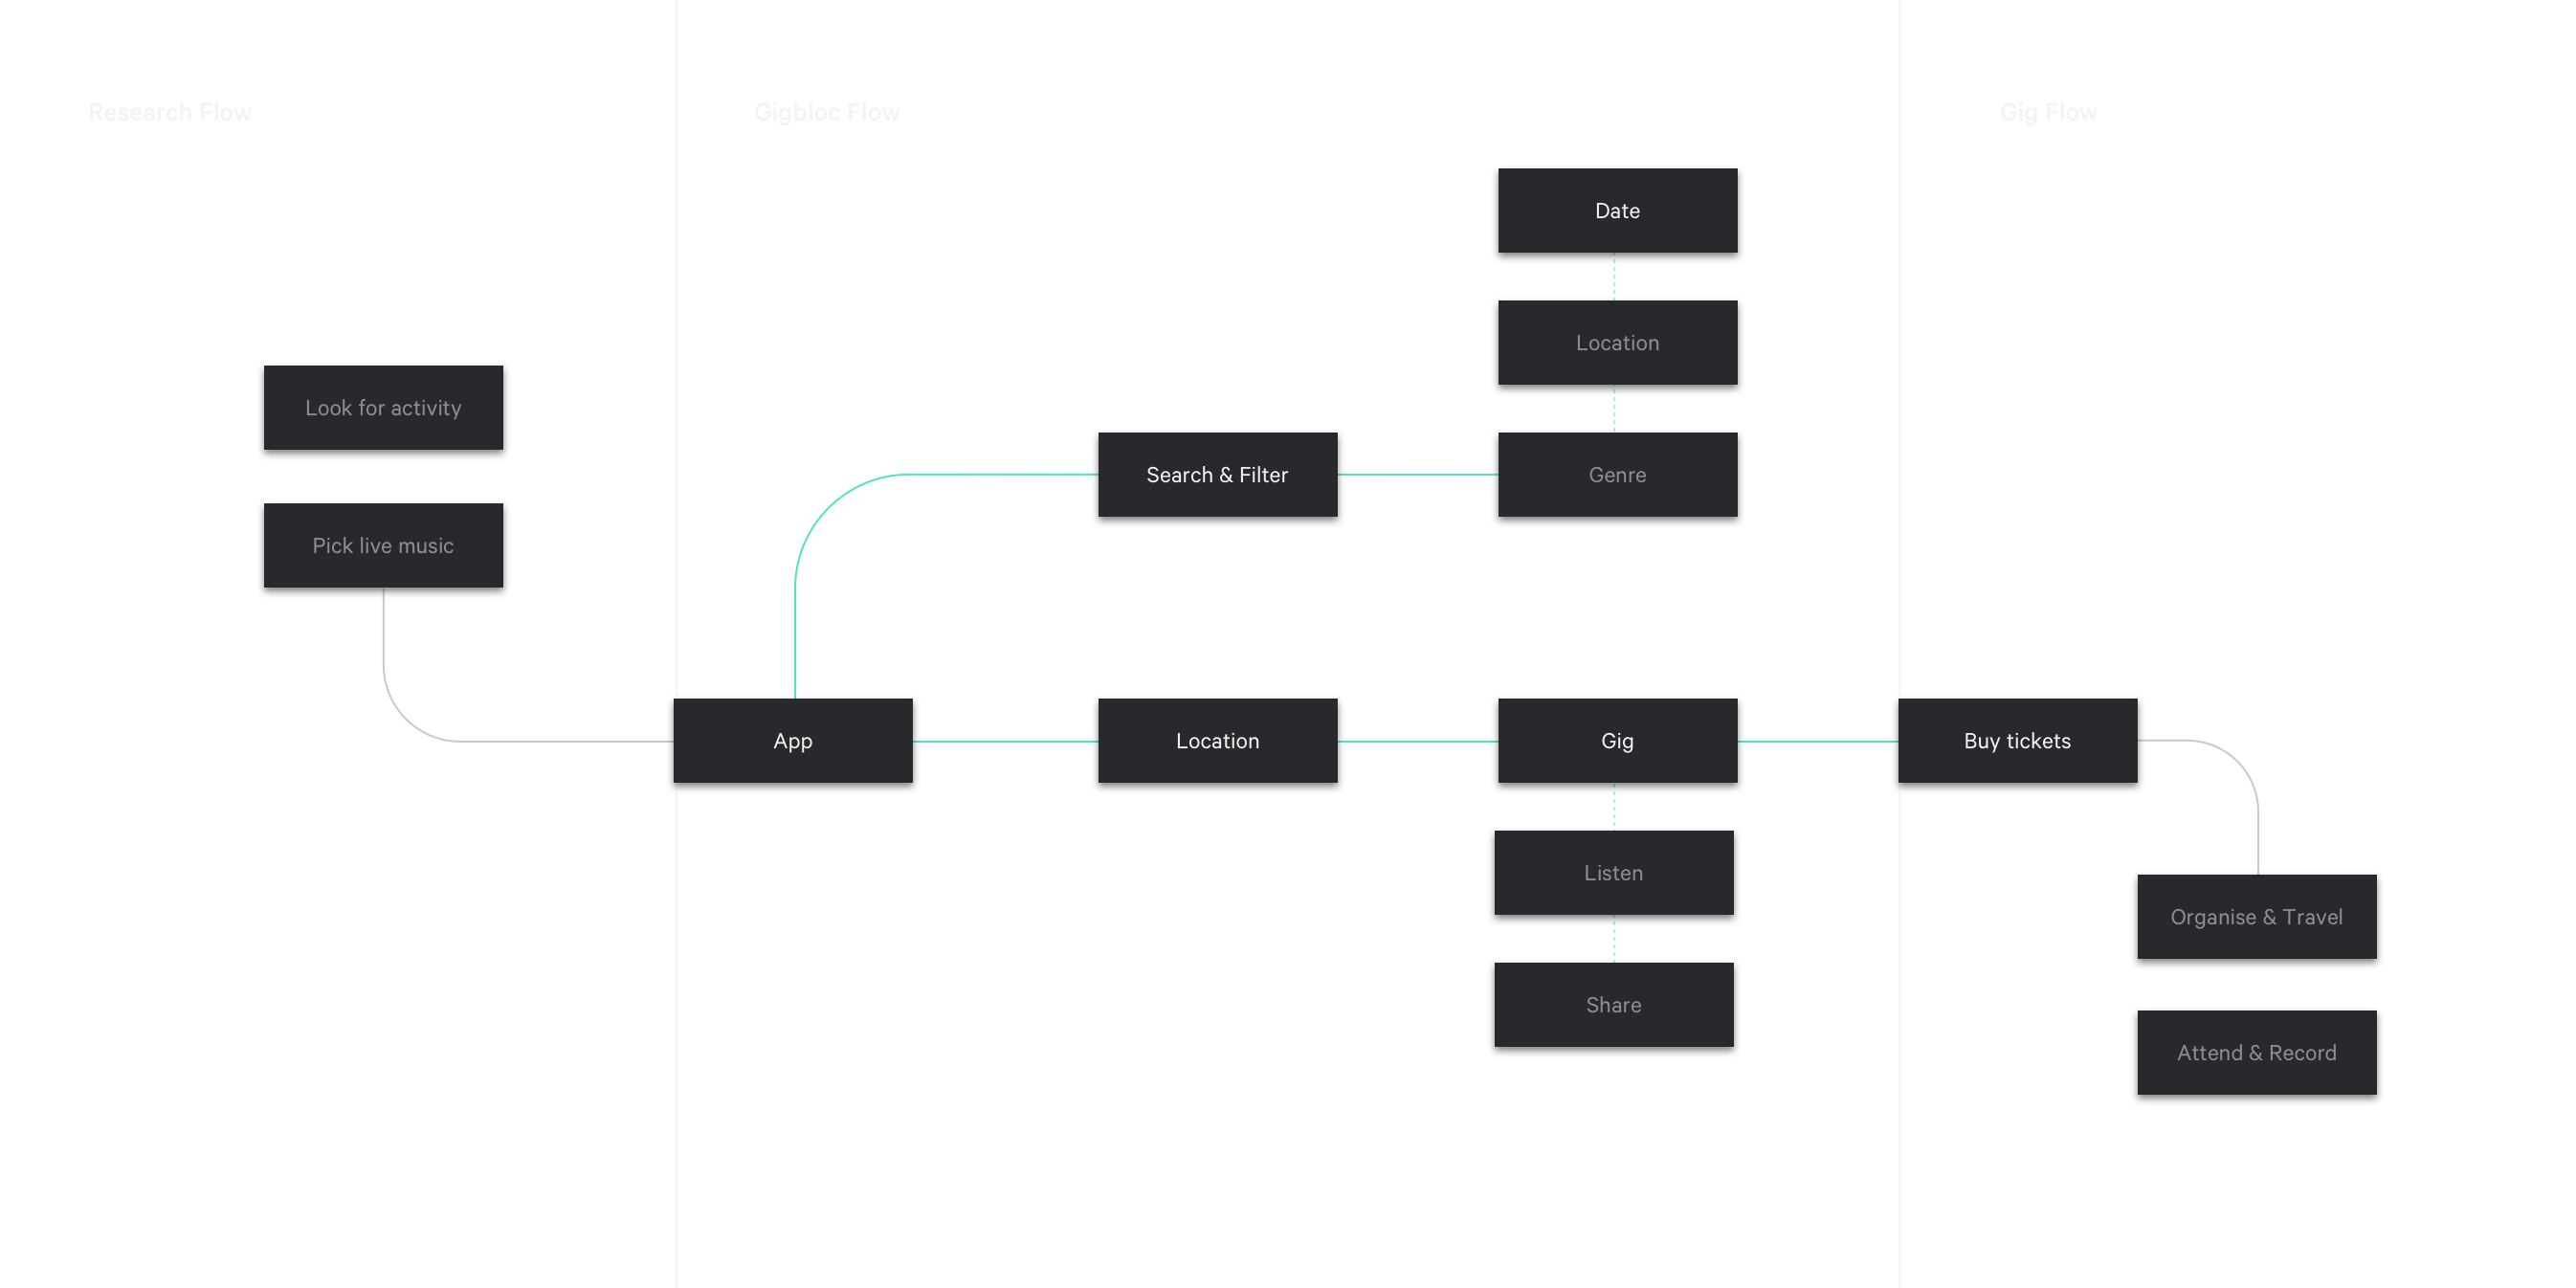 Research Flow
Gigbloc Flow
Gig Flow
Look for activity
Pick live music
App
Search & Filter
Date
Location
Genre
Location
Gig
Listen
Share
Buy tickets
Organise & Travel
Attend & Record